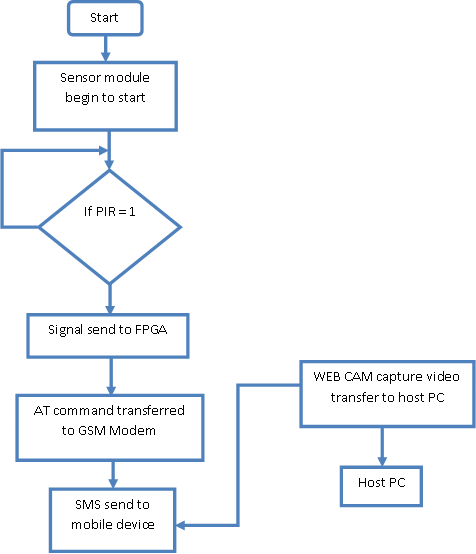 Start
Sensor module
begin to start
If PIR = 1
Signal send to FPGA
AT command transferred
to GSM Modem
SMS send to
mobile device
WEB CAM capture video
transfer to host PC
Host PC